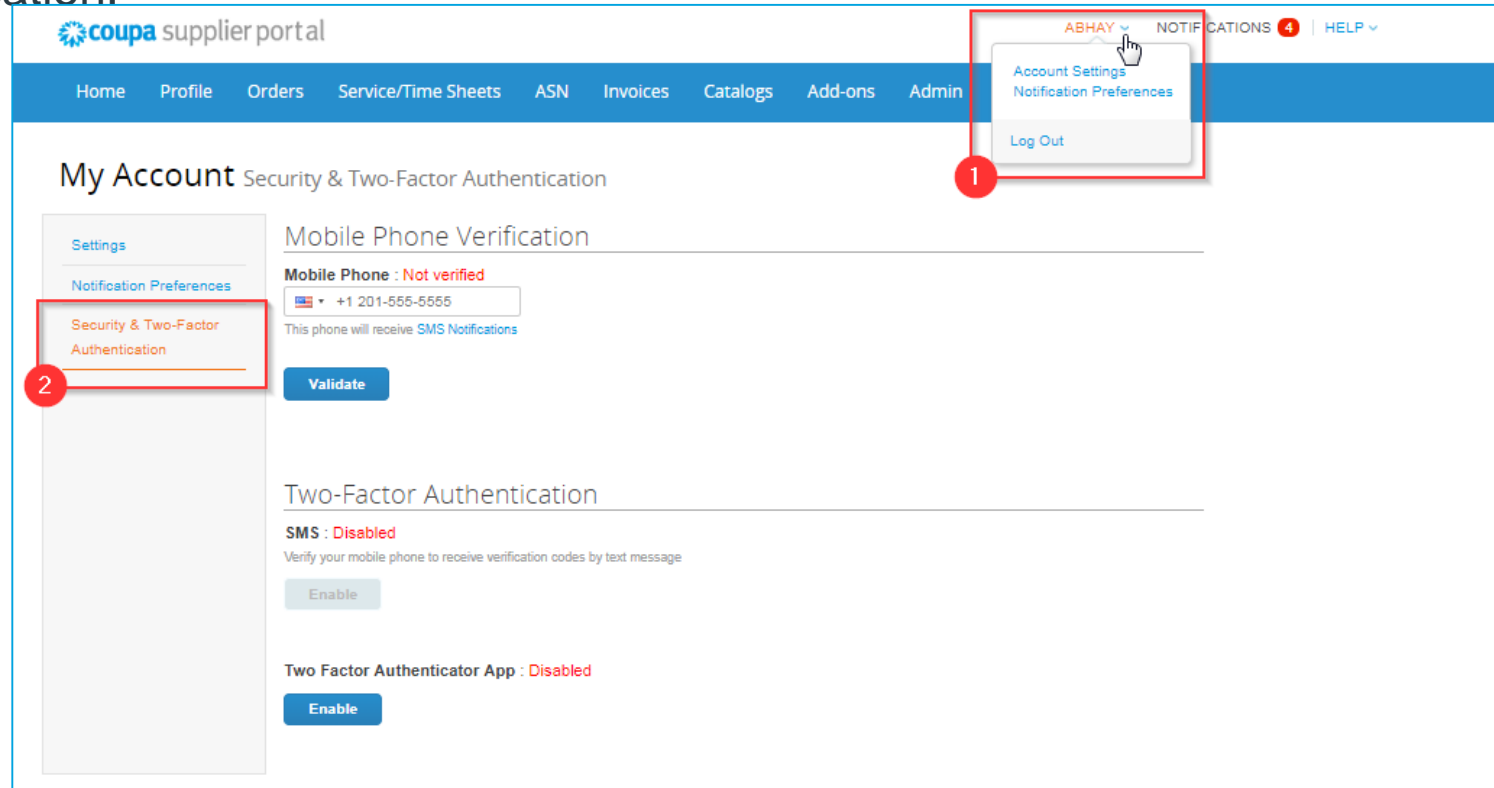 ation.
coupa supplier portal
ABHAY NOTIFICATIONS 4 | HELP
Home Profile Orders Service/Time Sheets ASN Invoices Catalogs Add-ons Admin
Account Settings
Notification Preferences
Log Out
1
My Account Security & Two-Factor Authentication
Settings
Notification Preferences
Security & Two-Factor
Authentication
2
Mobile Phone Verification
Mobile Phone : Not verified
+1 201-555-5555
This phone will receive SMS Notifications
Validate
Two-Factor Authentication
SMS : Disabled
Verify your mobile phone to receive verification codes by text message
Enable
Two Factor Authenticator App : Disabled
Enable